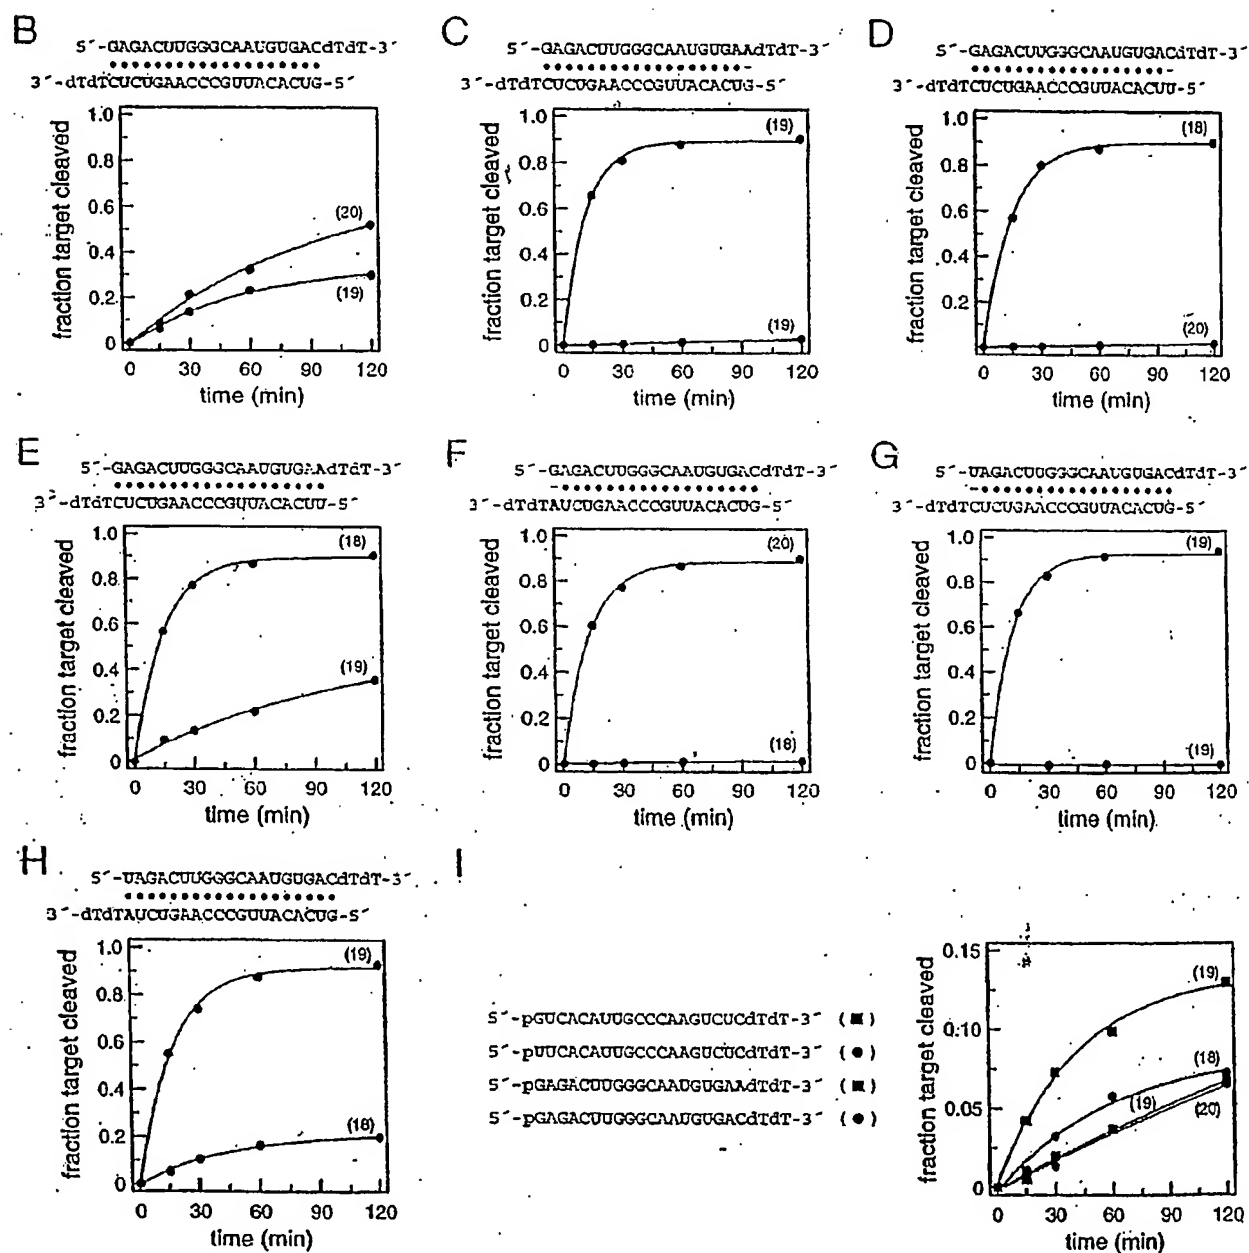 B
5´-GAGACUUGGGCAAUGUGACdTdT-3´
3´-dTdTCUCUGAACCCGUUACACUG-5´
fraction target cleaved
1.0
0.8
0.6
0.4
0.2
0
(20)
(19)
0 30 60 90 120
time (min)
C
5´-GAGACUUGGGCAAUGUGAAdTdT-3´
3´-dTdTCUCUGAACCCGUUACACUG-5´
fraction target cleaved
1.0
0.8
0.6
0.4
0.2
0
(19)
(19)
0 30 60 90 120
time (min)
D
5´-GAGACUUGGGCAAUGUGACdTdT-3´
3´-dTdTCUCUGAACCCGUUACACUU-5´
fraction target cleaved
1.0
0.8
0.6
0.4
0.2
(18)
(20)
0 30 60 90 120
time (min)
E
5´-GAGACUUGGGCAAUGUGAAdTdT-3´
3´-dTdTCUCUGAACCCGUUACACUU-5´
fraction target cleaved
1.0
0.8
0.6
0.4
0.2
0
(18)
(19)
0 30 60 90 120
time (min)
F
5´-GAGACUUGGGCAAUGUGACdTdT-3´
3´-dTdTAUCUGAACCCGUUACACUG-5´
fraction target cleaved
1.0
0.8
0.6
0.4
0.2
0
(20)
(18)
0 30 60 90 120
time (min)
G
5´-UAGACUUGGGCAAUGUGACdTdT-3´
3´-dTdTCUCUGAACCCGUUACACUG-5´
fraction target cleaved
1.0
0.8
0.6
0.4
0.2
0
(19)
(19)
0 30 60 90 120
time (min)
H
5´-UAGACUUGGGCAAUGUGACdTdT-3´
3´-dTdTAUCUGAACCCGUUACACUG-5´
fraction target cleaved
1.0
0.8
0.6
0.4
0.2
0
(19)
(18)
0 30 60 90 120
time (min)
I
5´-pGUCACAUUGCCCAAGUCUCdTdT-3´ (■)
5´-pUUCACAUUGCCCAAGUCUCdTdT-3´ (●)
5´-pGAGACUUGGGCAAUGUGAAdTdT-3´ (■)
5´-pGAGACUUGGGCAAUGUGACdTdT-3´ (●)
fraction target cleaved
0.15
0.10
0.05
0
(19)
(18)
(19)
(20)
0 30 60 90 120
time (min)